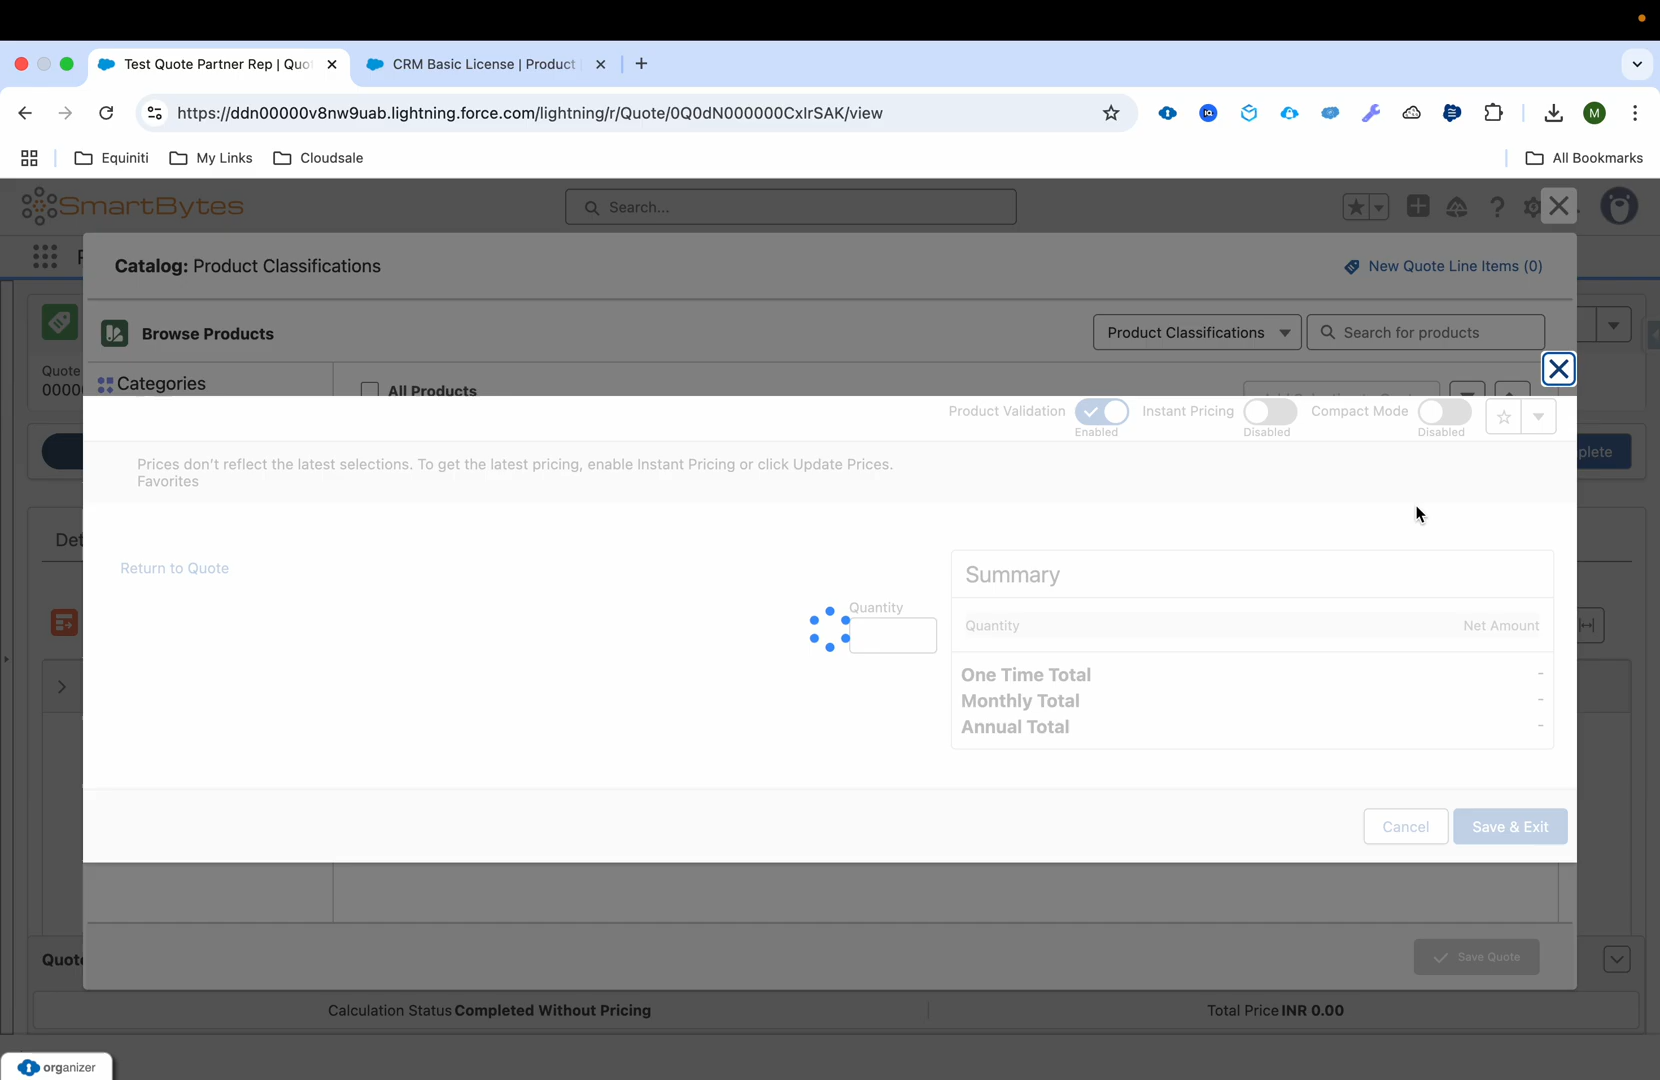 Test Quote Partner Rep | Quo
CRM Basic License | Product
https://ddn00000v8nw9uab.lightning.force.com/lightning/r/Quote/0Q0dN000000CxlrSAK/view
M
Equiniti
My Links
Cloudsale
All Bookmarks
SmartBytes
Search...
Catalog: Product Classifications
New Quote Line Items (0)
Browse Products
Product Classifications
Search for products
Quote
0000
Categories
All Products
Product Validation
Enabled
Instant Pricing
Disabled
Compact Mode
Disabled
plete
Prices don't reflect the latest selections. To get the latest pricing, enable Instant Pricing or click Update Prices.
Favorites
Det
Return to Quote
Quantity
Summary
Quantity
Net Amount
One Time Total -
Monthly Total -
Annual Total -
Cancel
Save & Exit
Save Quote
Quot
Calculation Status Completed Without Pricing
Total Price INR 0.00
organizer